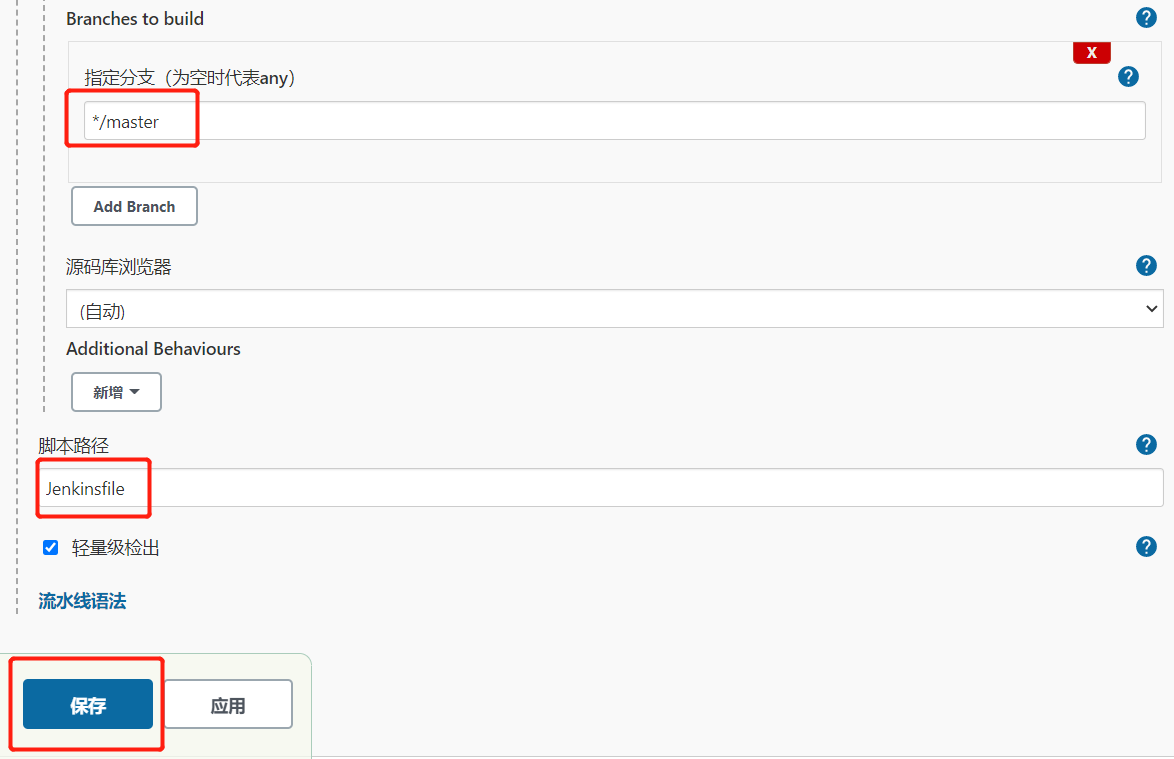 Branches to build
?
X
指定分支（为空时代表any）
?
*/master
Add Branch
源码库浏览器
?
(自动)
Additional Behaviours
新增
脚本路径
?
Jenkinsfile
轻量级检出
?
流水线语法
保存
应用